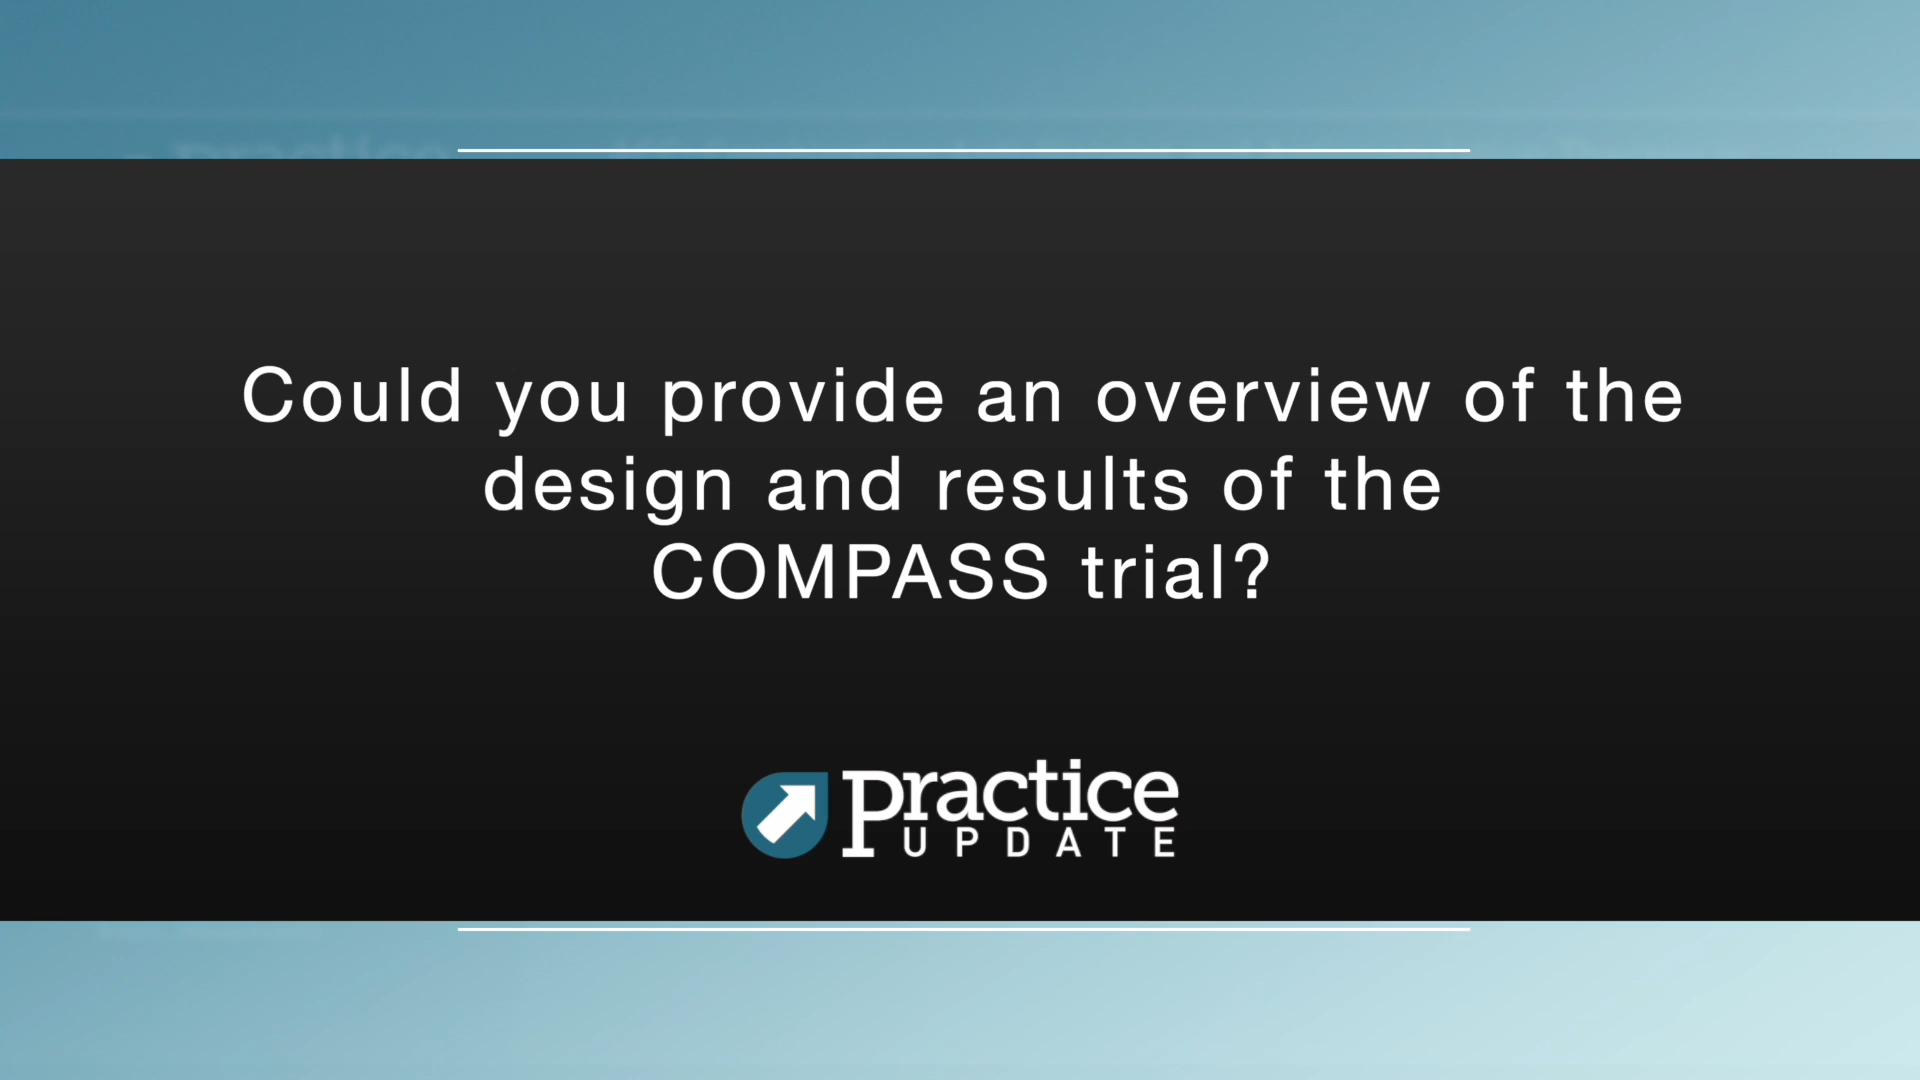 Could you provide an overview of the
design and results of the
COMPASS trial?
Practice
UPDATE